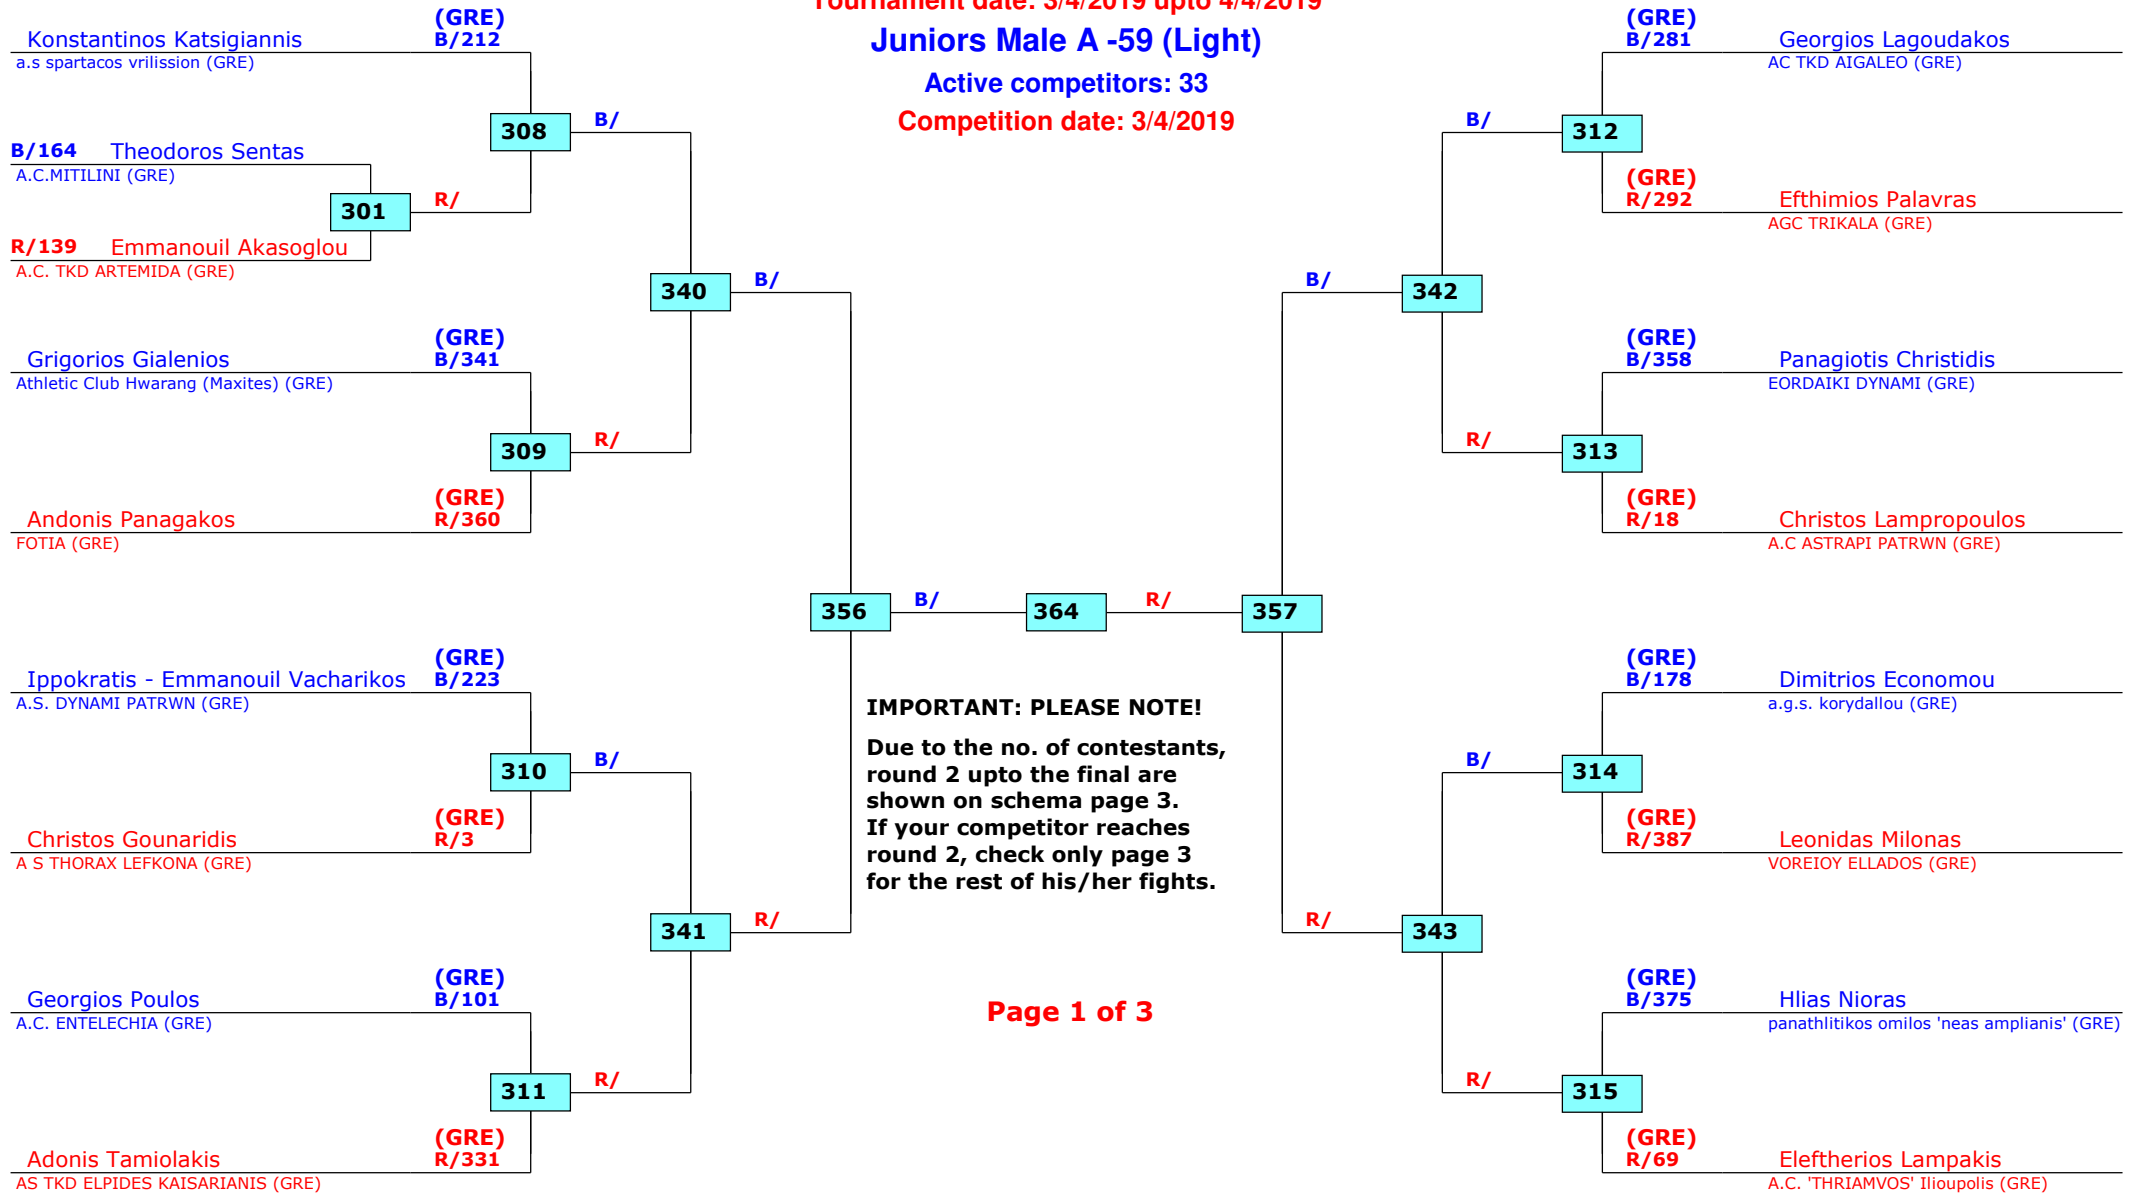 Tournament date: 3/4/2019 upto 4/4/2019
Juniors Male A -59 (Light)
Active competitors: 33
Competition date: 3/4/2019
(GRE)
Konstantinos Katsigiannis B/212
a.s spartacos vrilission (GRE)
308 B/
B/164 Theodoros Sentas
A.C.MITILINI (GRE)
301 R/
R/139 Emmanouil Akasoglou
A.C. TKD ARTEMIDA (GRE)
340 B/
(GRE)
Grigorios Gialenios B/341
Athletic Club Hwarang (Maxites) (GRE)
309 R/
(GRE)
Andonis Panagakos R/360
FOTIA (GRE)
356 B/ 364 R/ 357
(GRE)
Ippokratis - Emmanouil Vacharikos B/223
A.S. DYNAMI PATRWN (GRE)
310 B/
(GRE)
Christos Gounaridis R/3
A S THORAX LEFKONA (GRE)
341 R/
(GRE)
Georgios Poulos B/101
A.C. ENTELECHIA (GRE)
311 R/
(GRE)
Adonis Tamiolakis R/331
AS TKD ELPIDES KAISARIANIS (GRE)
IMPORTANT: PLEASE NOTE!
Due to the no. of contestants,
round 2 upto the final are
shown on schema page 3.
If your competitor reaches
round 2, check only page 3
for the rest of his/her fights.
Page 1 of 3
(GRE)
B/281 Georgios Lagoudakos
AC TKD AIGALEO (GRE)
B/ 312
(GRE)
R/292 Efthimios Palavras
AGC TRIKALA (GRE)
B/ 342
(GRE)
B/358 Panagiotis Christidis
EORDAIKI DYNAMI (GRE)
R/ 313
(GRE)
R/18 Christos Lampropoulos
A.C ASTRAPI PATRWN (GRE)
(GRE)
B/178 Dimitrios Economou
a.g.s. korydallou (GRE)
B/ 314
(GRE)
R/387 Leonidas Milonas
VOREIOY ELLADOS (GRE)
R/ 343
(GRE)
B/375 Hlias Nioras
panathlitikos omilos 'neas amplianis' (GRE)
R/ 315
(GRE)
R/69 Eleftherios Lampakis
A.C. 'THRIAMVOS' Ilioupolis (GRE)